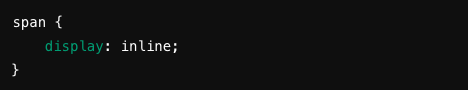 span {
    display: inline;
}